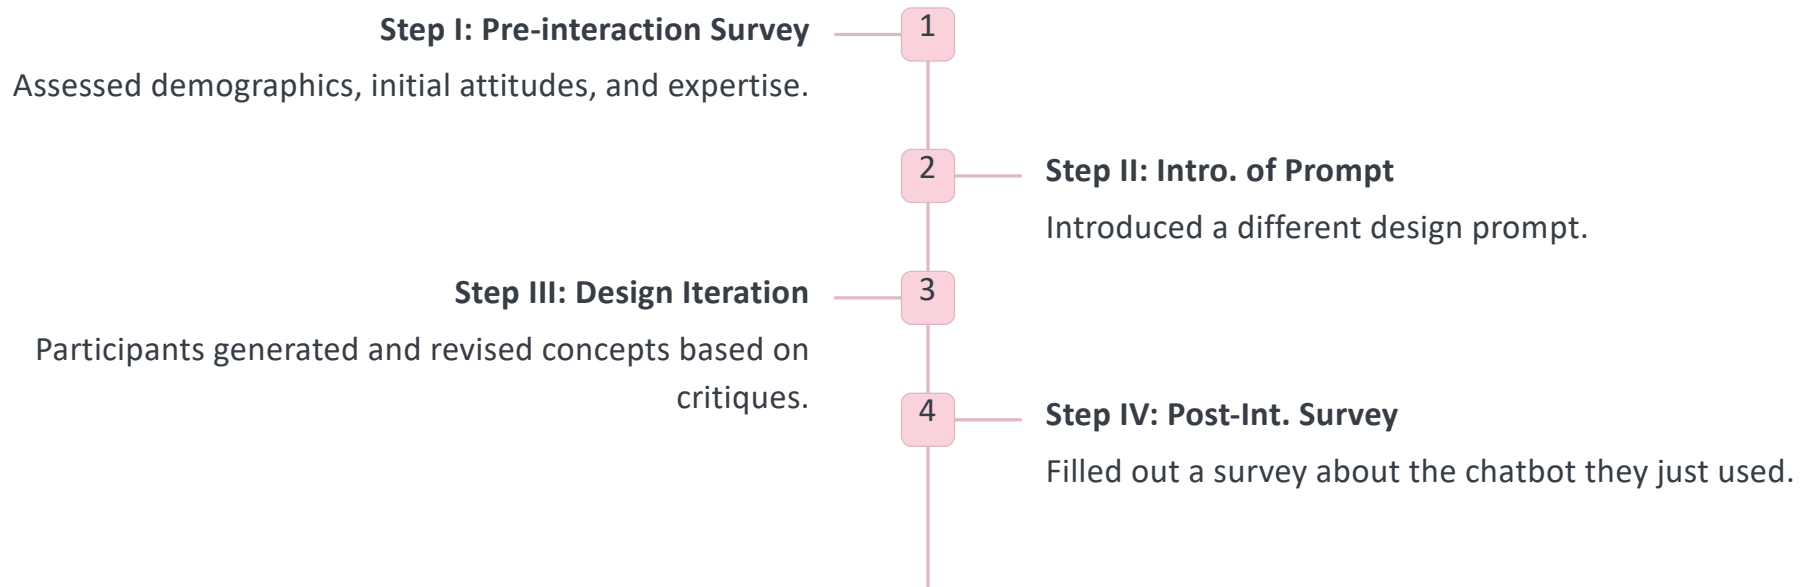 Step I: Pre-interaction Survey
1
Assessed demographics, initial attitudes, and expertise.
2
Step II: Intro. of Prompt
Introduced a different design prompt.
Step III: Design Iteration
3
Participants generated and revised concepts based on
critiques.
4
Step IV: Post-Int. Survey
Filled out a survey about the chatbot they just used.